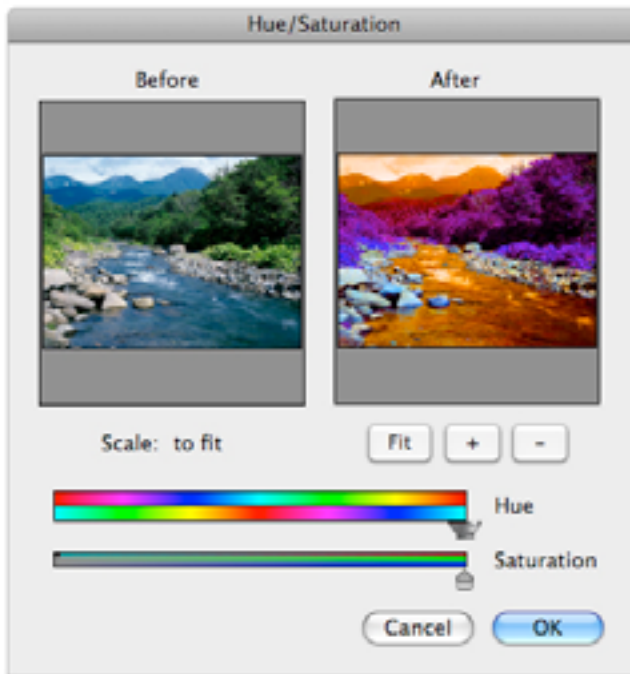 Hue/Saturation
Before After
Scale: to fit Fit + -
Hue
Saturation
Cancel OK